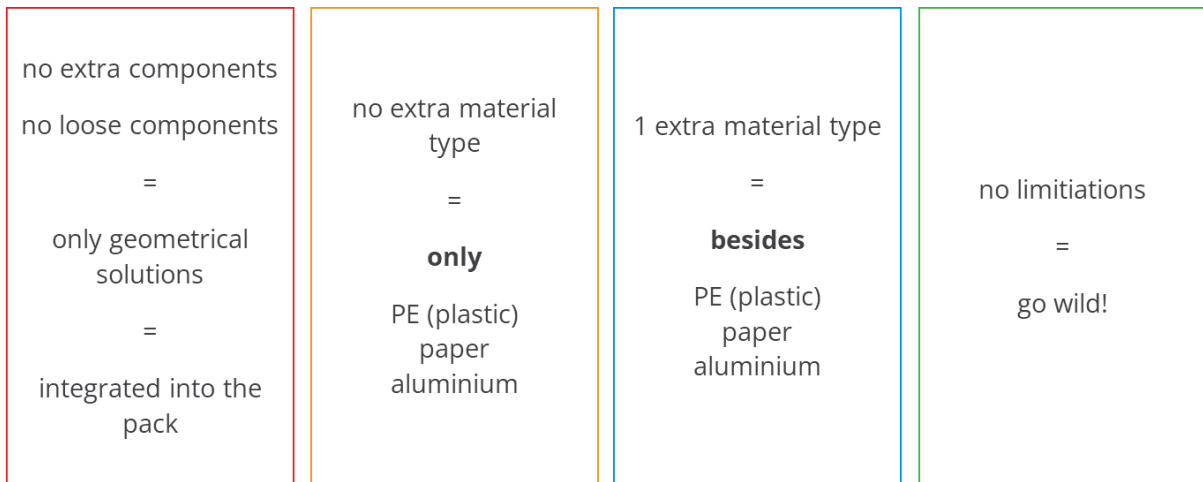 no extra components
no loose components
=
only geometrical
solutions
=
integrated into the
pack
no extra material
type
=
only
PE (plastic)
paper
aluminium
1 extra material type
=
besides
PE (plastic)
paper
aluminium
no limitiations
=
go wild!